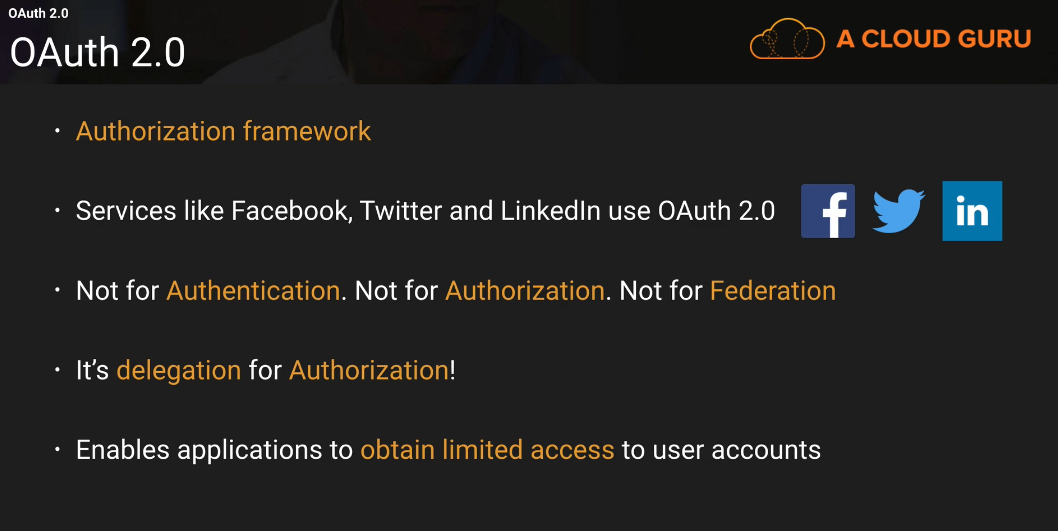 OAuth 2.0
OAuth 2.0
A CLOUD GURU
• Authorization framework
• Services like Facebook, Twitter and LinkedIn use OAuth 2.0
f
in
• Not for Authentication. Not for Authorization. Not for Federation
• It’s delegation for Authorization!
• Enables applications to obtain limited access to user accounts